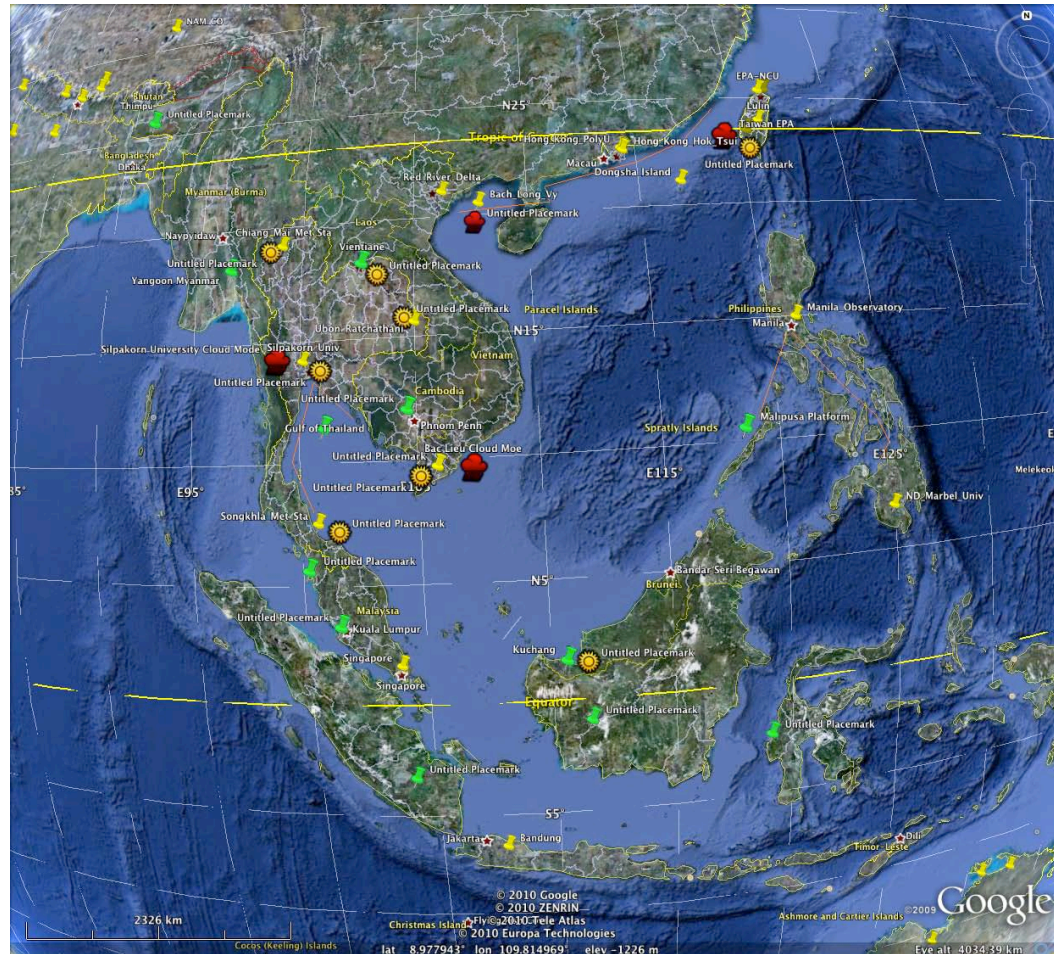 NAM CO
N
EPA-NCU
Bhutan
Thimpu
Lulin
N25°
Untitled Placemark
Taiwan EPA
Tropic of
Hong Kong PolyU
Hong Kong Hok Tsui
Bangladesh
Dhaka
Macau
Untitled Placemark
Dongsha Island
Red River Delta
Myanmar (Burma)
Bach Long Vy
Laos
Untitled Placemark
Naypyidaw
Chiang Mai Met Sta
Vientiane
Untitled Placemark
Untitled Placemark
Yangoon Myanmar
Untitled Placemark
Paracel Islands
Philippines
Manila Observatory
Ubon Ratchathani
N15°
Manila
Silpakorn University Cloud Mode
Silpakorn Univ
Vietnam
Untitled Placemark
Cambodia
Untitled Placemark
Malipusa Platform
Gulf of Thailand
Phnom Penh
Spratly Islands
Bac Lieu Cloud Moe
Untitled Placemark
E125°
E115°
Melekeok
E95°
Untitled Placemark
ND Marbel Univ
Songkhla Met-Sta
Untitled Placemark
Untitled Placemark
Bandar Seri Begawan
N5°
Brunei
Malaysia
Untitled Placemark
Kuala Lumpur
Kuchang
Untitled Placemark
Singapore
Singapore
Equator
Untitled Placemark
Untitled Placemark
Untitled Placemark
S5°
Jakarta
Bandung
Dili
Timor-Leste
© 2010 Google
© 2010 ZENRIN
© 2010 Tele Atlas
© 2010 Europa Technologies
©2009 Google
2326 km
Christmas Island
Ashmore and Cartier Islands
Cocos (Keeling) Islands
lat 8.977943° lon 109.814969° elev -1226 m
Eye alt 4034.39 km